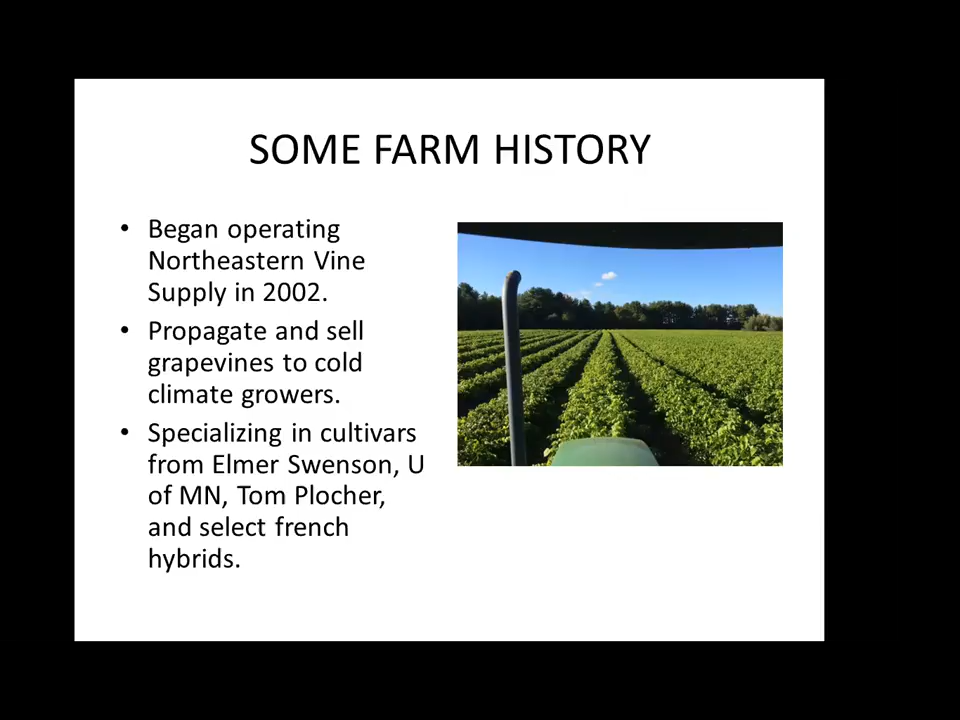 SOME FARM HISTORY
• Began operating
Northeastern Vine
Supply in 2002.
• Propagate and sell
grapevines to cold
climate growers.
• Specializing in cultivars
from Elmer Swenson, U
of MN, Tom Plocher,
and select french
hybrids.